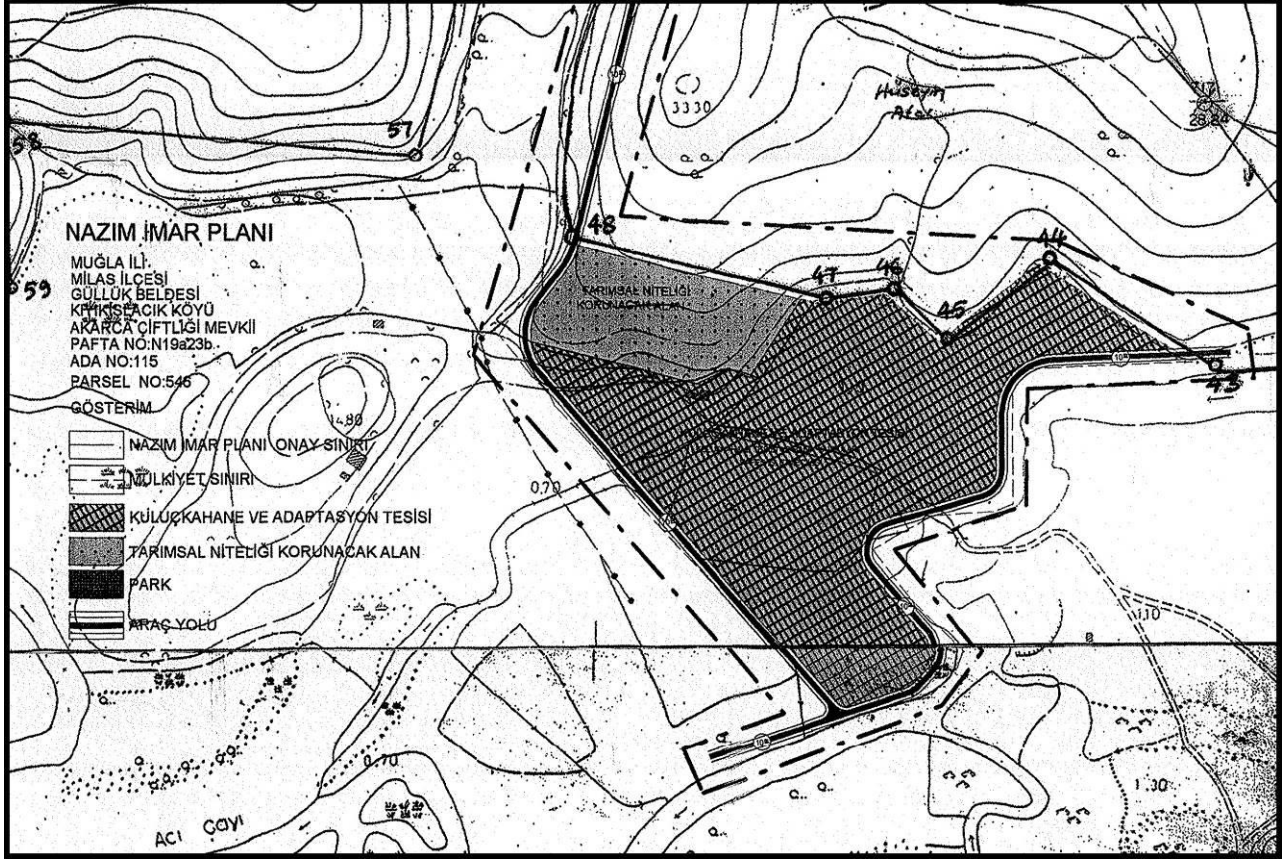 57
58
59
48
3330
Huseyin
28.84
NAZIM İMAR PLANI
MUĞLA İLİ
MİLAS İLÇESİ
GÜLLÜK BELDESİ
KIYIKIŞLACIK KÖYÜ
AKARCA ÇİFTLİĞİ MEVKİİ
PAFTA NO:N19a23b
ADA NO:115
PARSEL NO:546
GÖSTERİM
NAZIM İMAR PLANI ONAY SINIRI
MÜLKİYET SINIRI
KULUÇKAHANE VE ADAPTASYON TESİSİ
TARIMSAL NİTELİĞİ KORUNACAK ALAN
PARK
ARAÇ YOLU
TARIMSAL NİTELİĞİ
KORUNACAK ALAN
47
46
45
44
43
14.80
0.70
1.10
1.30
0.70
ACI ÇAYI